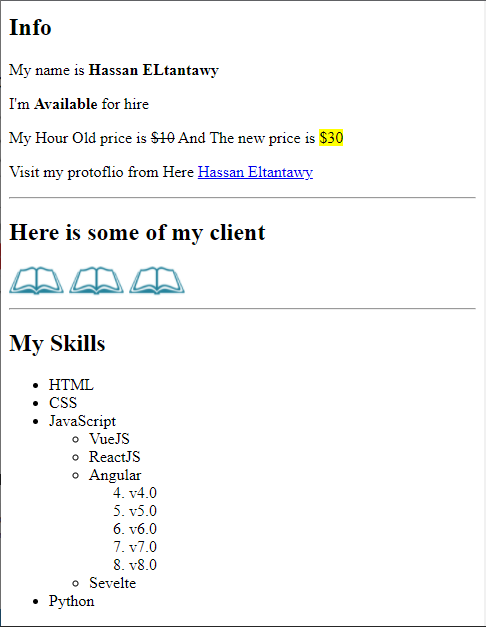 Info
My name is Hassan ELtantawy
I'm Available for hire
My Hour Old price is $10 And The new price is $30
Visit my protoflio from Here Hassan Eltantawy
Here is some of my client
My Skills
HTML
CSS
JavaScript
VueJS
ReactJS
Angular
4. v4.0
5. v5.0
6. v6.0
7. v7.0
8. v8.0
Sevelte
Python